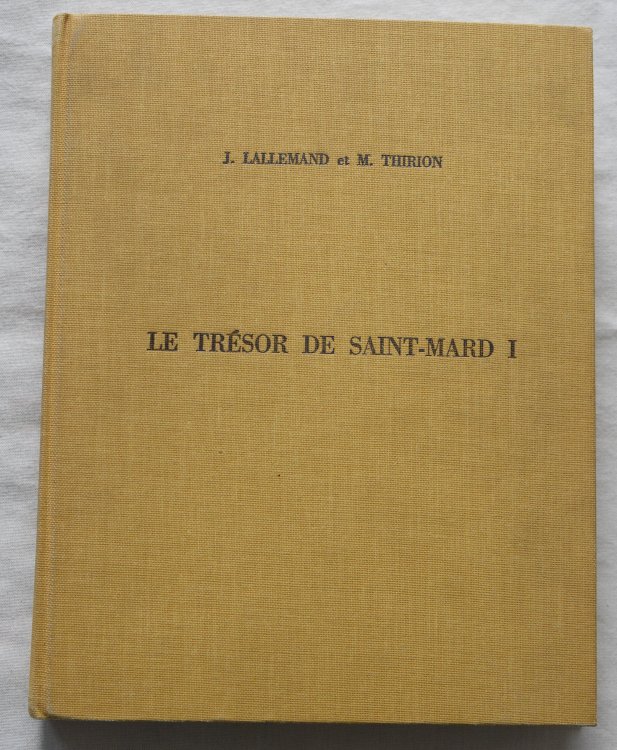 J. LALLEMAND et M. THIRION
LE TRÉSOR DE SAINT-MARD I